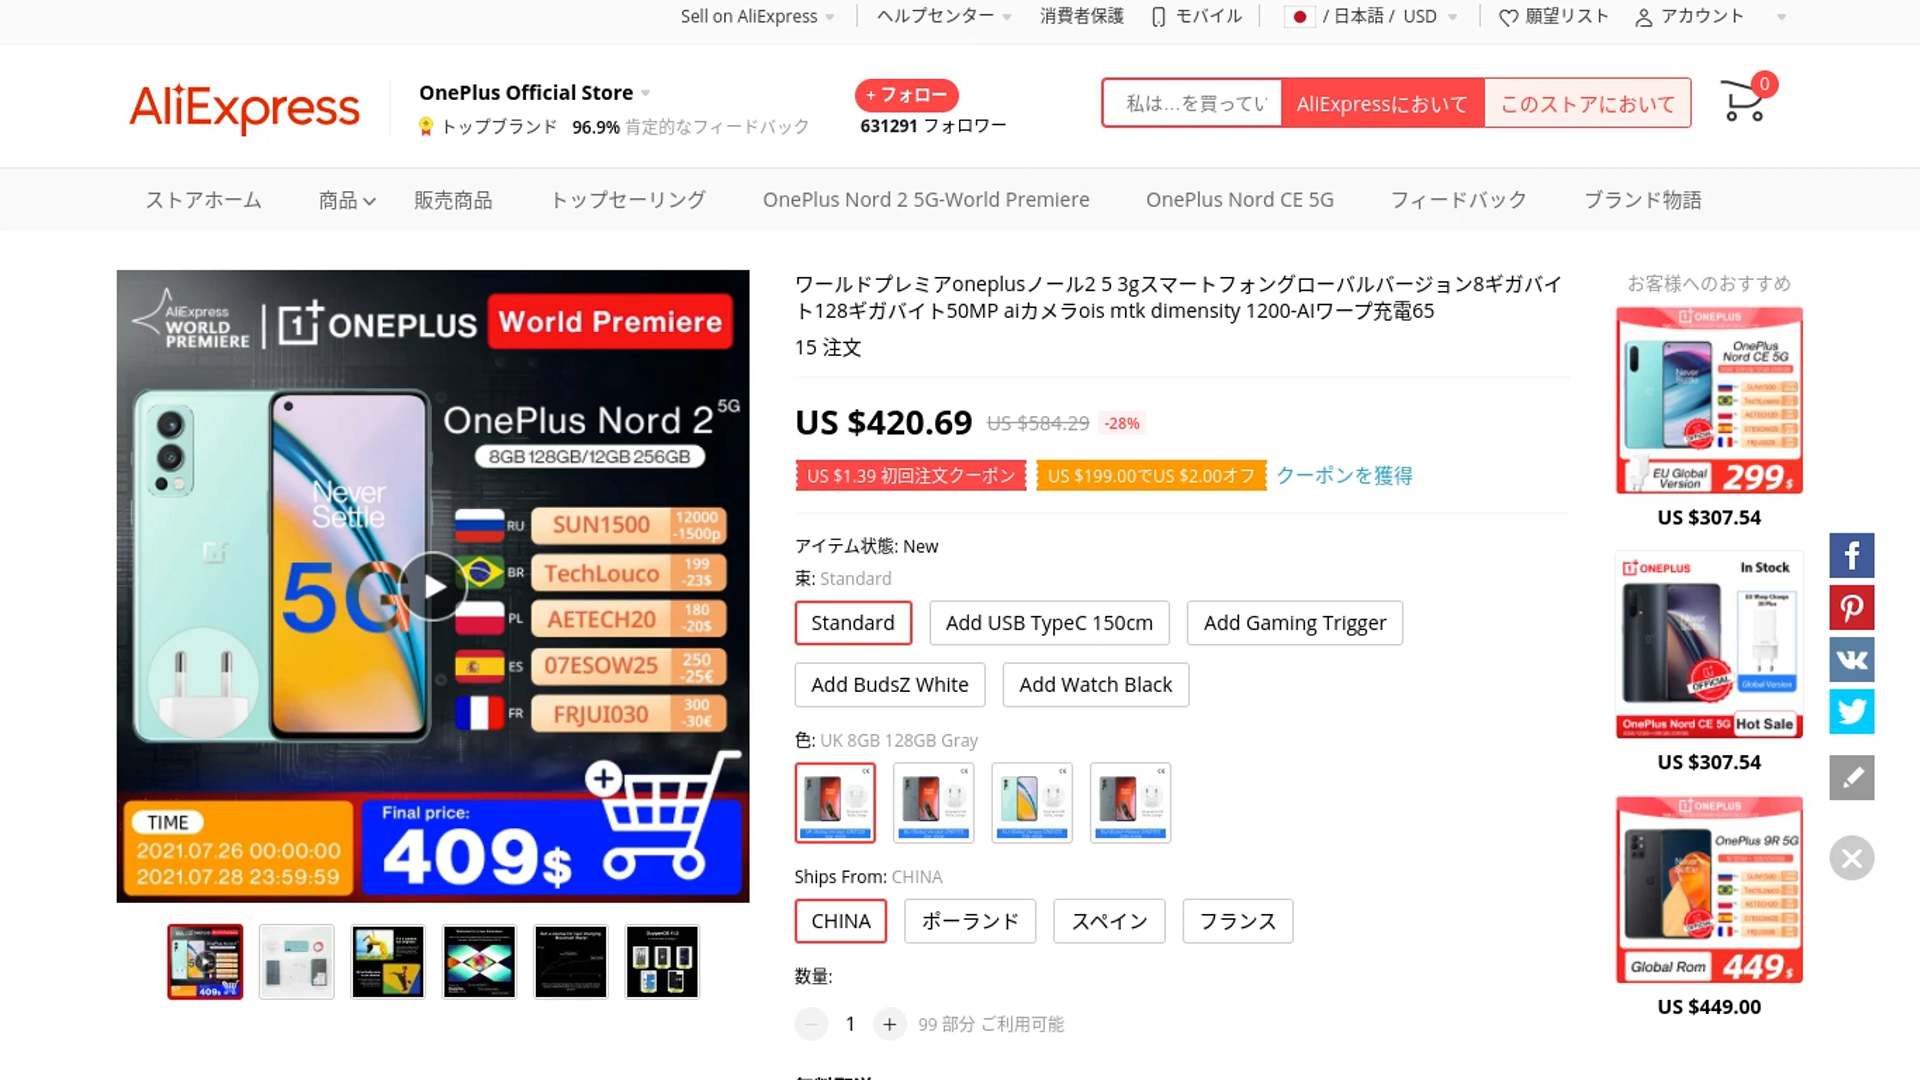 Sell on AliExpress
ヘルプセンター
消費者保護
モバイル
/ 日本語 / USD
願望リスト
アカウント
AliExpress
OnePlus Official Store
トップブランド 96.9% 肯定的なフィードバック
+ フォロー
631291 フォロワー
私は…を買ってい
AliExpressにおいて
このストアにおいて
0
ストアホーム
商品
販売商品
トップセーリング
OnePlus Nord 2 5G-World Premiere
OnePlus Nord CE 5G
フィードバック
ブランド物語
AliExpress
WORLD
PREMIERE
ONEPLUS
World Premiere
OnePlus Nord 2 5G
8GB 128GB/12GB 256GB
Never
Settle
5G
RU SUN1500 12000 -1500p
BR TechLouco 199 -23$
PL AETECH20 180 -20$
ES 07ESOW25 250 -25€
FR FRJUI030 300 -30€
TIME
2021.07.26 00:00:00
2021.07.28 23:59:59
Final price:
409$
ワールドプレミアoneplusノール2 5 3gスマートフォングローバルバージョン8ギガバイ
ト128ギガバイト50MP aiカメラois mtk dimensity 1200-AIワープ充電65
15 注文
US $420.69 US $584.29 -28%
US $1.39 初回注文クーポン
US $199.00でUS $2.00オフ
クーポンを獲得
アイテム状態: New
束: Standard
Standard
Add USB TypeC 150cm
Add Gaming Trigger
Add BudsZ White
Add Watch Black
色: UK 8GB 128GB Gray
Ships From: CHINA
CHINA
ポーランド
スペイン
フランス
数量:
1
99 部分 ご利用可能
お客様へのおすすめ
ONEPLUS
OnePlus
Nord CE 5G
EU Global
Version
299$
US $307.54
ONEPLUS
In Stock
OFFICIAL
Global Version
OnePlus Nord CE 5G
Hot Sale
US $307.54
ONEPLUS
OnePlus 9R 5G
Global Rom
449$
US $449.00